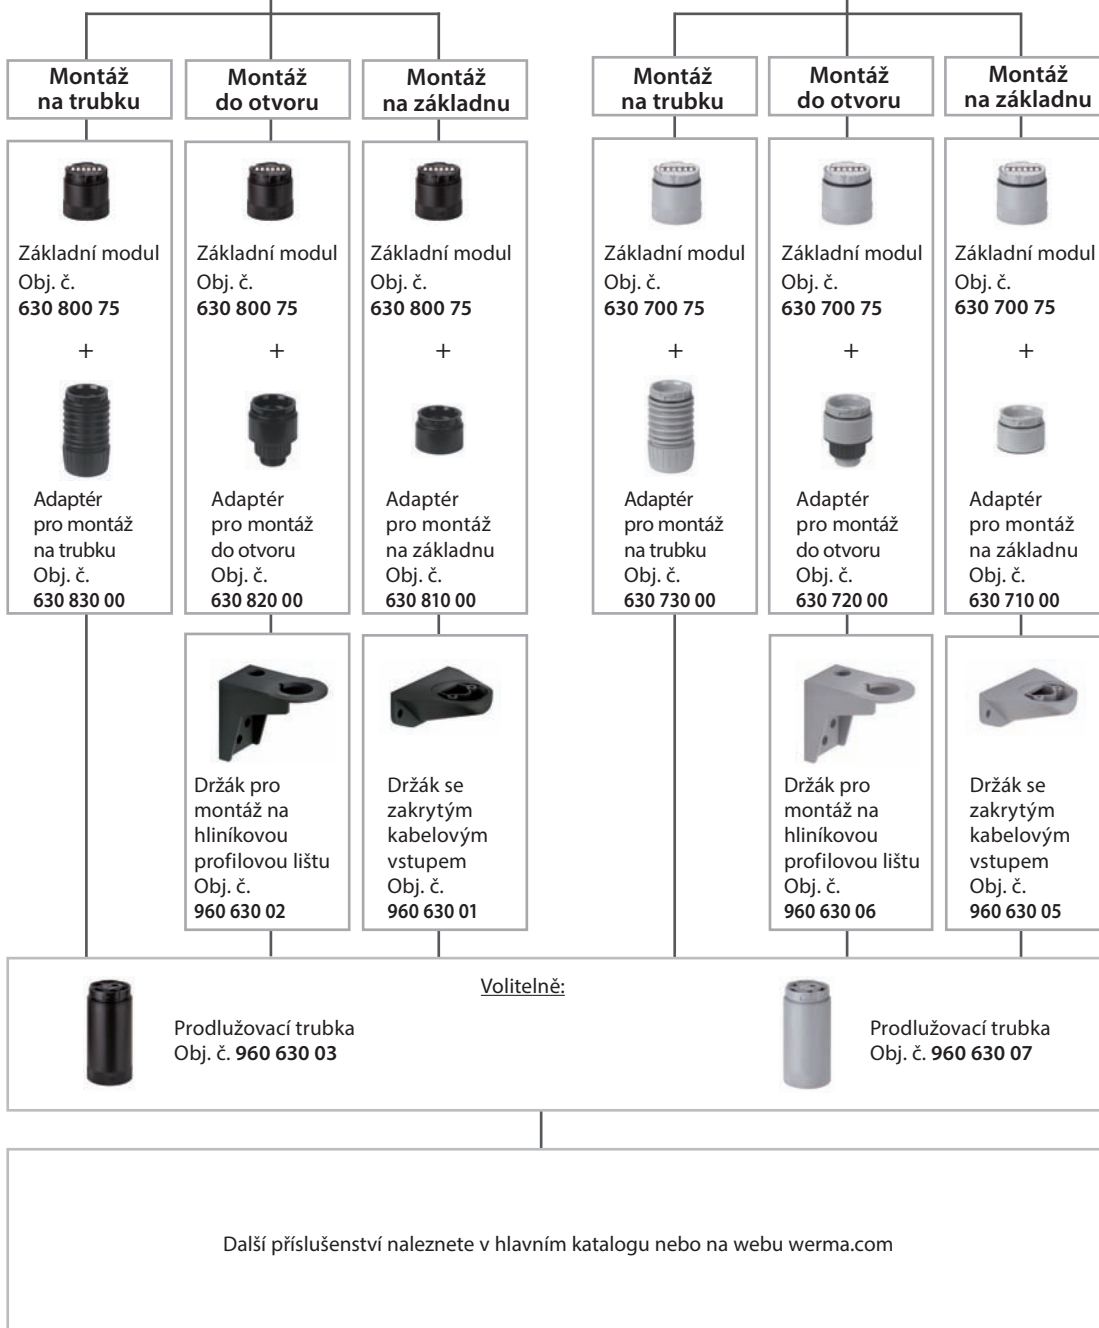 Montáž
na trubku
Montáž
do otvoru
Montáž
na základnu
Montáž
na trubku
Montáž
do otvoru
Montáž
na základnu
Základní modul
Obj. č.
630 800 75
+
Adaptér
pro montáž
na trubku
Obj. č.
630 830 00
Základní modul
Obj. č.
630 800 75
+
Adaptér
pro montáž
do otvoru
Obj. č.
630 820 00
Základní modul
Obj. č.
630 800 75
+
Adaptér
pro montáž
na základnu
Obj. č.
630 810 00
Základní modul
Obj. č.
630 700 75
+
Adaptér
pro montáž
na trubku
Obj. č.
630 730 00
Základní modul
Obj. č.
630 700 75
+
Adaptér
pro montáž
do otvoru
Obj. č.
630 720 00
Základní modul
Obj. č.
630 700 75
+
Adaptér
pro montáž
na základnu
Obj. č.
630 710 00
Držák pro
montáž na
hliníkovou
profilovou lištu
Obj. č.
960 630 02
Držák se
zakrytým
kabelovým
vstupem
Obj. č.
960 630 01
Držák pro
montáž na
hliníkovou
profilovou lištu
Obj. č.
960 630 06
Držák se
zakrytým
kabelovým
vstupem
Obj. č.
960 630 05
Volitelně:
Prodlužovací trubka
Obj. č. 960 630 03
Prodlužovací trubka
Obj. č. 960 630 07
Další příslušenství naleznete v hlavním katalogu nebo na webu werma.com